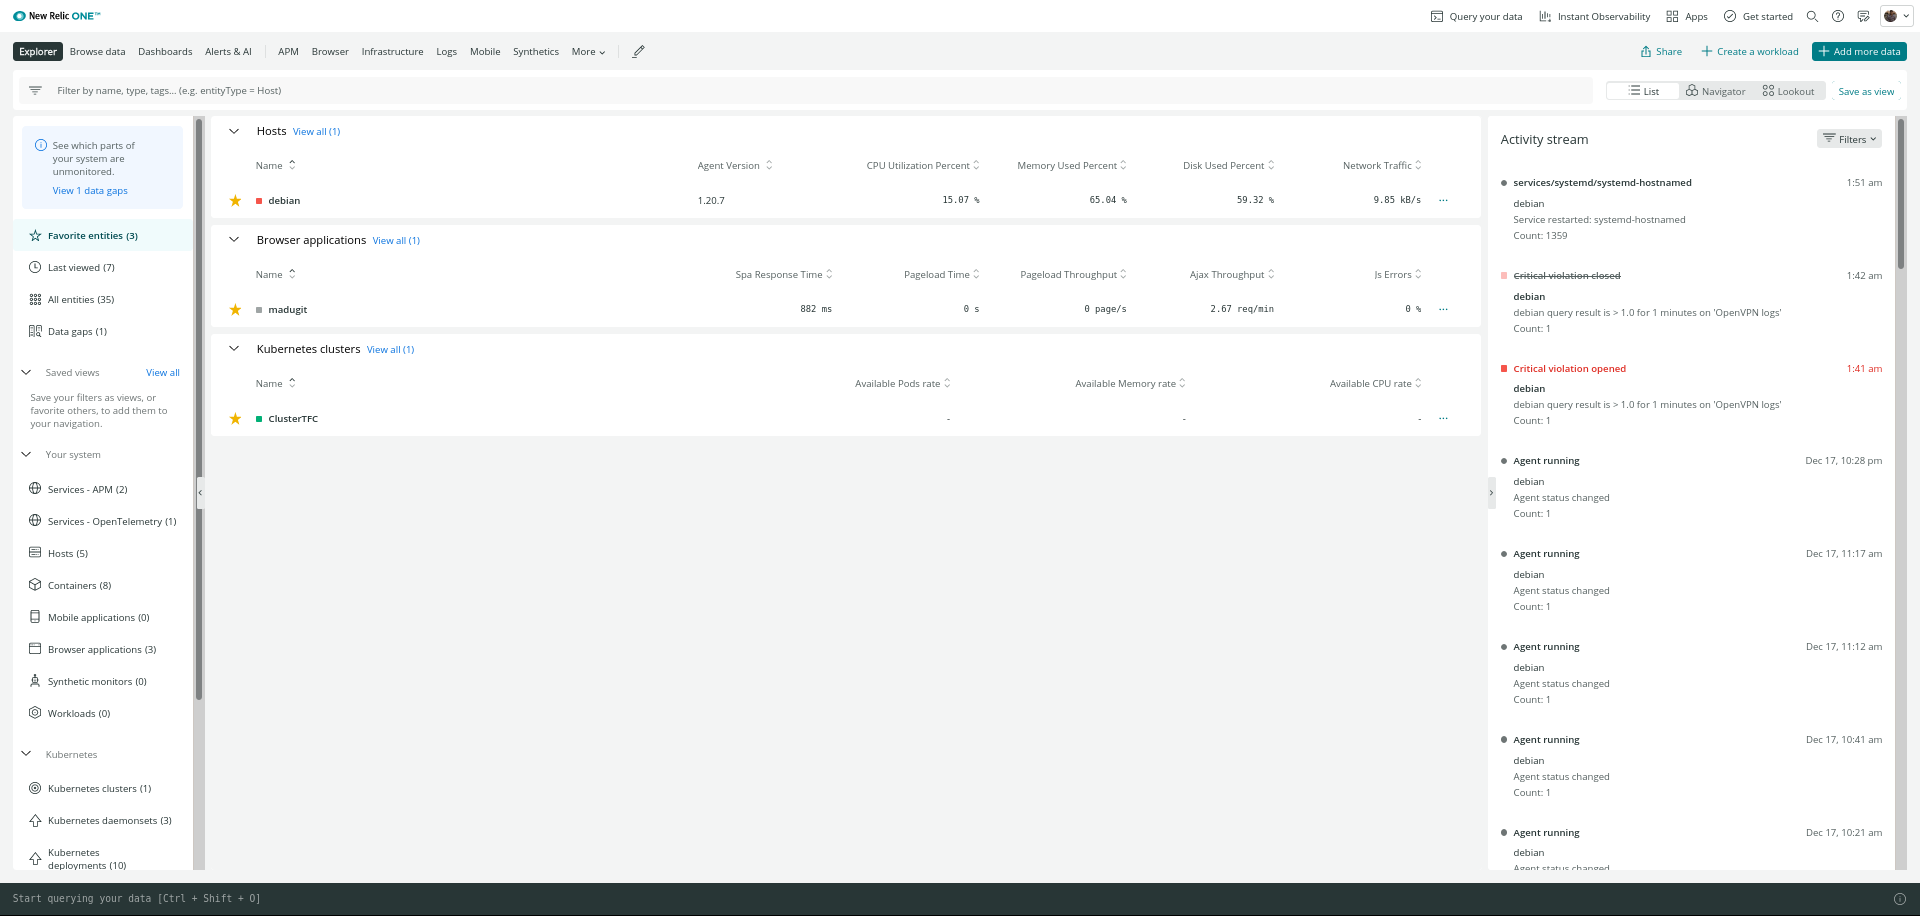 New Relic ONE™
Query your data
Instant Observability
Apps
Get started
Explorer
Browse data
Dashboards
Alerts & AI
APM
Browser
Infrastructure
Logs
Mobile
Synthetics
More
Share
Create a workload
Add more data
Filter by name, type, tags... (e.g. entityType = Host)
List
Navigator
Lookout
Save as view
See which parts of
your system are
unmonitored.
View 1 data gaps
Favorite entities (3)
Last viewed (7)
All entities (35)
Data gaps (1)
Saved views
View all
Save your filters as views, or
favorite others, to add them to
your navigation.
Your system
Services - APM (2)
Services - OpenTelemetry (1)
Hosts (5)
Containers (8)
Mobile applications (0)
Browser applications (3)
Synthetic monitors (0)
Workloads (0)
Kubernetes
Kubernetes clusters (1)
Kubernetes daemonsets (3)
Kubernetes
deployments (10)
Hosts View all (1)
Name Agent Version CPU Utilization Percent Memory Used Percent Disk Used Percent Network Traffic
debian 1.20.7 15.07 % 65.04 % 59.32 % 9.85 kB/s ...
Browser applications View all (1)
Name Spa Response Time Pageload Time Pageload Throughput Ajax Throughput Js Errors
madugit 882 ms 0 s 0 page/s 2.67 req/min 0 % ...
Kubernetes clusters View all (1)
Name Available Pods rate Available Memory rate Available CPU rate
ClusterTFC - - - ...
Activity stream
Filters
services/systemd/systemd-hostnamed 1:51 am
debian
Service restarted: systemd-hostnamed
Count: 1359
Critical violation closed 1:42 am
debian
debian query result is > 1.0 for 1 minutes on 'OpenVPN logs'
Count: 1
Critical violation opened 1:41 am
debian
debian query result is > 1.0 for 1 minutes on 'OpenVPN logs'
Count: 1
Agent running Dec 17, 10:28 pm
debian
Agent status changed
Count: 1
Agent running Dec 17, 11:17 am
debian
Agent status changed
Count: 1
Agent running Dec 17, 11:12 am
debian
Agent status changed
Count: 1
Agent running Dec 17, 10:41 am
debian
Agent status changed
Count: 1
Agent running Dec 17, 10:21 am
debian
Agent status changed
Start querying your data [Ctrl + Shift + O]